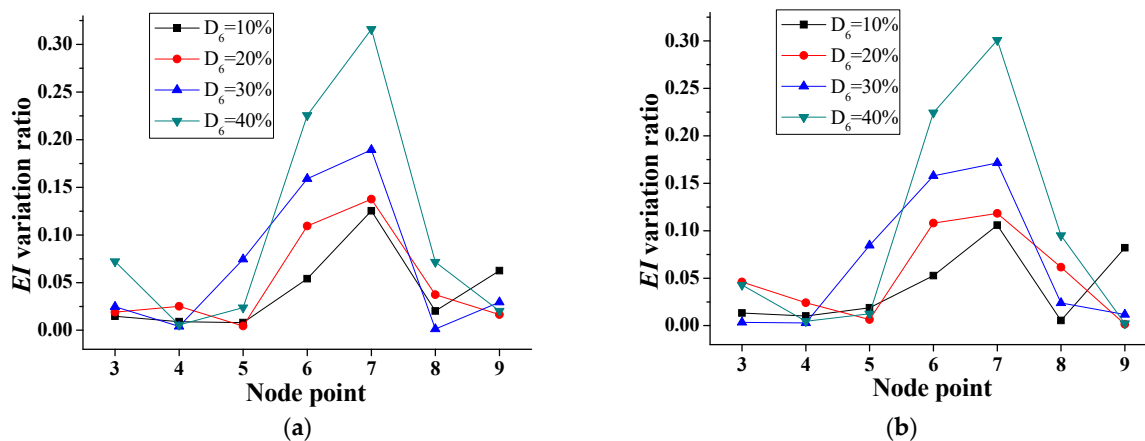 D6=10%
D6=20%
D6=30%
D6=40%
EI variation ratio
0.30
0.25
0.20
0.15
0.10
0.05
0.00
3 4 5 6 7 8 9
Node point
(a)
D6=10%
D6=20%
D6=30%
D6=40%
EI variation ratio
0.30
0.25
0.20
0.15
0.10
0.05
0.00
3 4 5 6 7 8 9
Node point
(b)